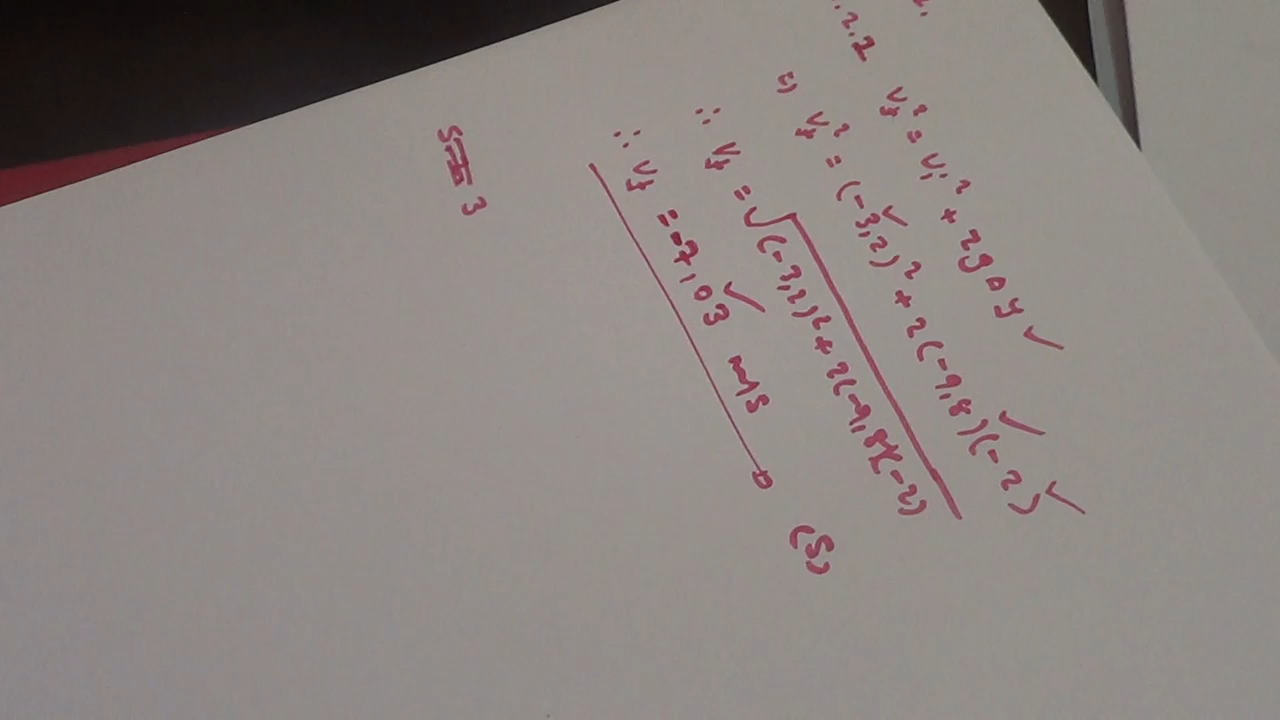 .2.2 Vf² = Vi² + 2gΔy ✓
∴ Vf² = (-3,2)² + 2(-9,8)(-2) ✓ ✓ ✓
∴ Vf = √(-3,2)² + 2(-9,8)(-2)
∴ Vf = -7,03 m/s ✓
(5)
3